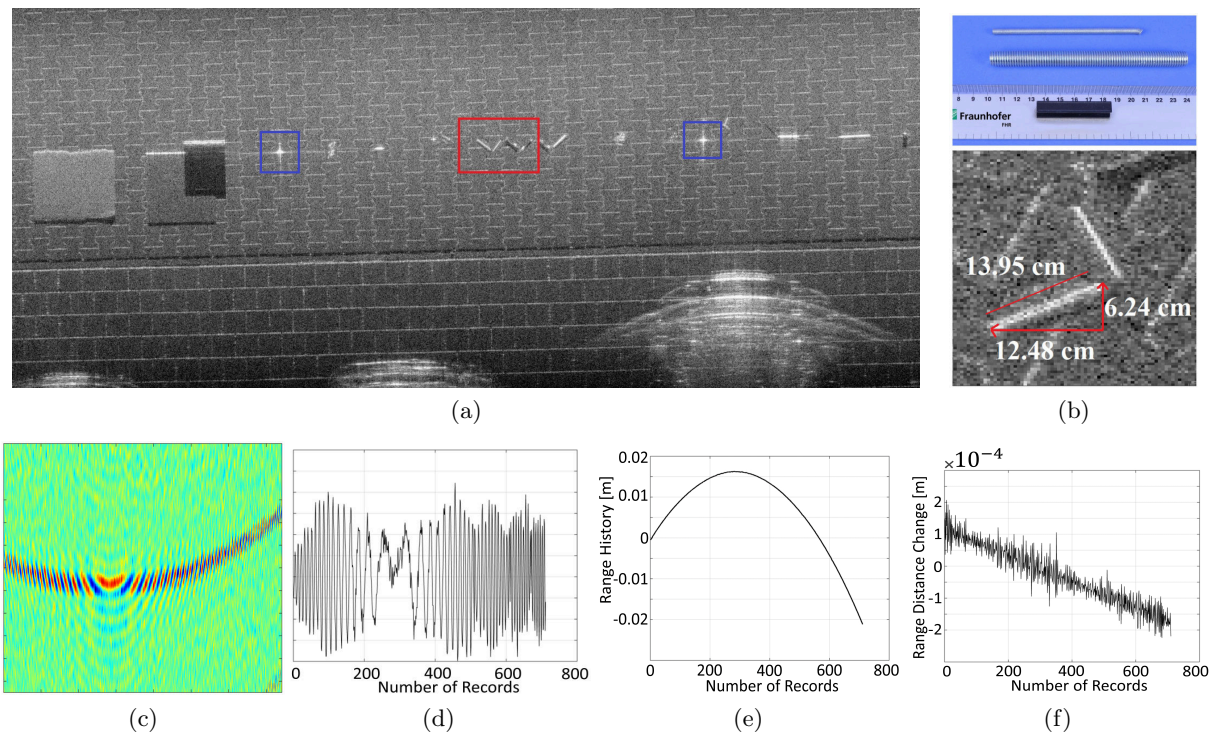 8 9 10 11 12 13 14 15 16 17 18 19 20 21 22 23 24
Fraunhofer
FHR
13.95 cm
6.24 cm
12.48 cm
(a)
(b)
0 200 400 600 800
Number of Records
Range History [m]
0.02
0.01
0
-0.01
-0.02
0 200 400 600 800
Number of Records
×10⁻⁴
Range Distance Change [m]
2
1
0
-1
-2
0 200 400 600 800
Number of Records
(c)
(d)
(e)
(f)